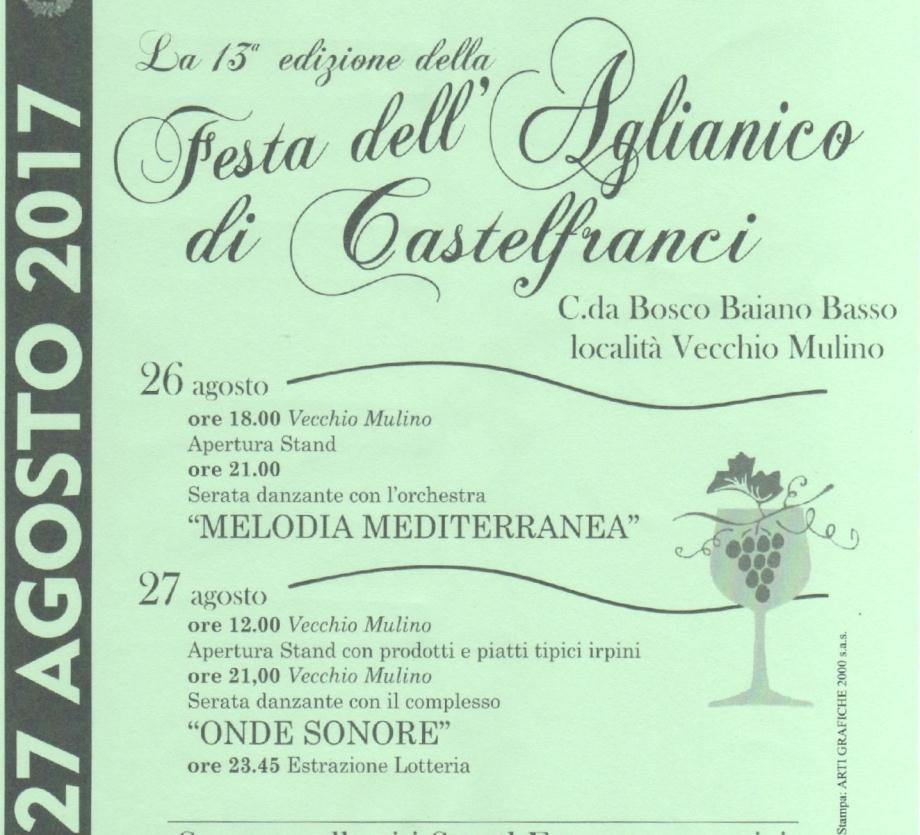 27 AGOSTO 2017
La 13ª edizione della
Festa dell'Aglianico
di Castelfranci
C.da Bosco Baiano Basso
località Vecchio Mulino
26 agosto
ore 18.00 Vecchio Mulino
Apertura Stand
ore 21.00
Serata danzante con l'orchestra
“MELODIA MEDITERRANEA”
27 agosto
ore 12.00 Vecchio Mulino
Apertura Stand con prodotti e piatti tipici irpini
ore 21,00 Vecchio Mulino
Serata danzante con il complesso
“ONDE SONORE”
ore 23.45 Estrazione Lotteria
Stampa: ARTI GRAFICHE 2000 s.a.s.